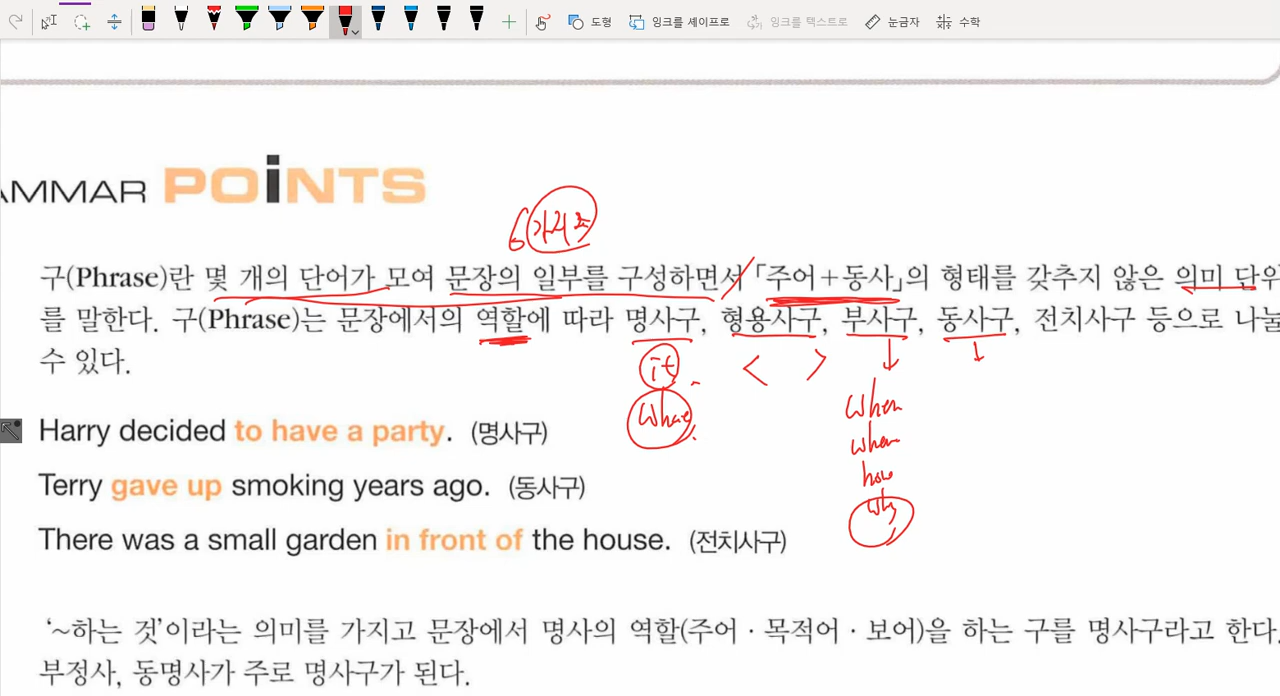 도형 잉크를 셰이프로 잉크를 텍스트로 눈금자 수학
AMMAR POiNTS
6가지
구(Phrase)란 몇 개의 단어가 모여 문장의 일부를 구성하면서 「주어+동사」의 형태를 갖추지 않은 의미 단위
를 말한다. 구(Phrase)는 문장에서의 역할에 따라 명사구, 형용사구, 부사구, 동사구, 전치사구 등으로 나눌
수 있다.
it
< >
what
when
how
why
Harry decided to have a party. (명사구)
Terry gave up smoking years ago. (동사구)
There was a small garden in front of the house. (전치사구)
'~하는 것'이라는 의미를 가지고 문장에서 명사의 역할(주어 · 목적어 · 보어)을 하는 구를 명사구라고 한다.
부정사, 동명사가 주로 명사구가 된다.